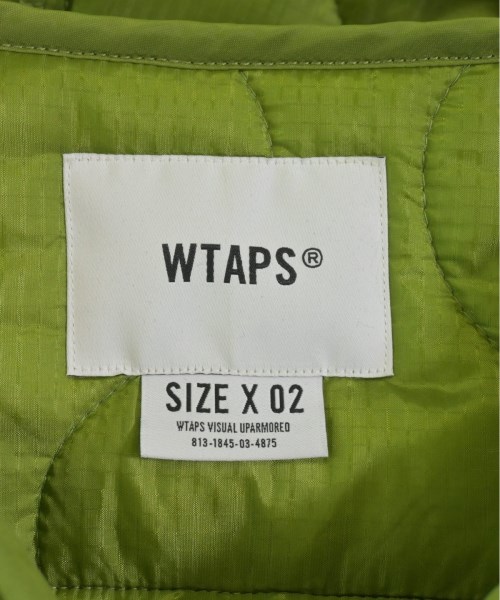 WTAPS®
SIZE X 02
WTAPS VISUAL UPARMORED
813-1845-03-4875